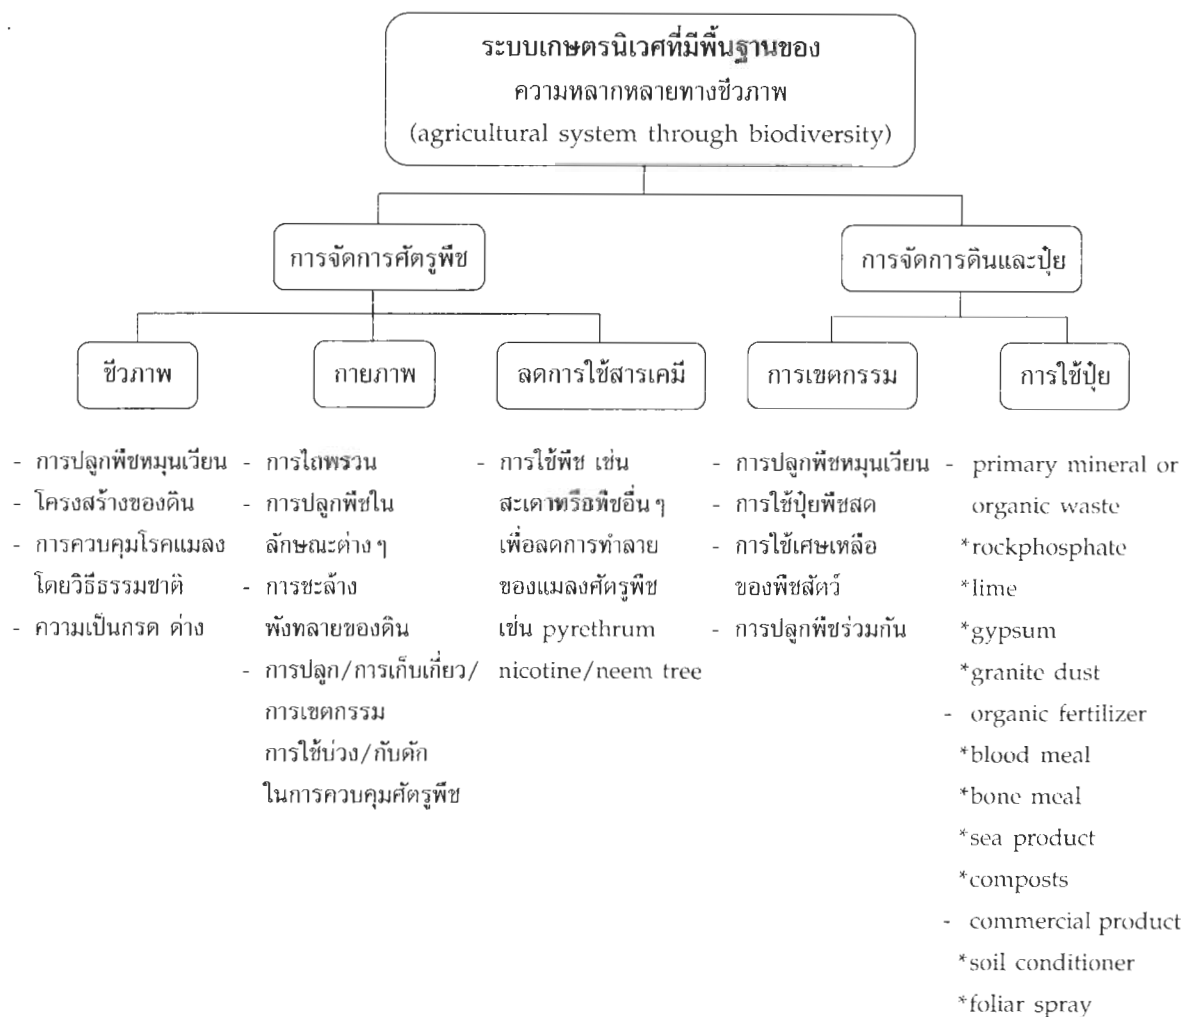 ระบบเกษตรนิเวศที่มีพื้นฐานของ
ความหลากหลายทางชีวภาพ
(agricultural system through biodiversity)
การจัดการศัตรูพืช
การจัดการดินและปุ๋ย
ชีวภาพ
กายภาพ
ลดการใช้สารเคมี
การเขตกรรม
การใช้ปุ๋ย
- การปลูกพืชหมุนเวียน
- โครงสร้างของดิน
- การควบคุมโรคแมลง
โดยวิธีธรรมชาติ
- ความเป็นกรด ด่าง
- การไถพรวน
- การปลูกพืชใน
ลักษณะต่าง ๆ
- การชะล้าง
พังทลายของดิน
- การปลูก/การเก็บเกี่ยว/
การเขตกรรม
การใช้บ่วง/กับดัก
ในการควบคุมศัตรูพืช
- การใช้พืช เช่น
สะเดาหรือพืชอื่น ๆ
เพื่อลดการทำลาย
ของแมลงศัตรูพืช
เช่น pyrethrum
nicotine/neem tree
- การปลูกพืชหมุนเวียน
- การใช้ปุ๋ยพืชสด
- การใช้เศษเหลือ
ของพืชสัตว์
- การปลูกพืชร่วมกัน
- primary mineral or
organic waste
*rockphosphate
*lime
*gypsum
*granite dust
- organic fertilizer
*blood meal
*bone meal
*sea product
*composts
- commercial product
*soil conditioner
*foliar spray